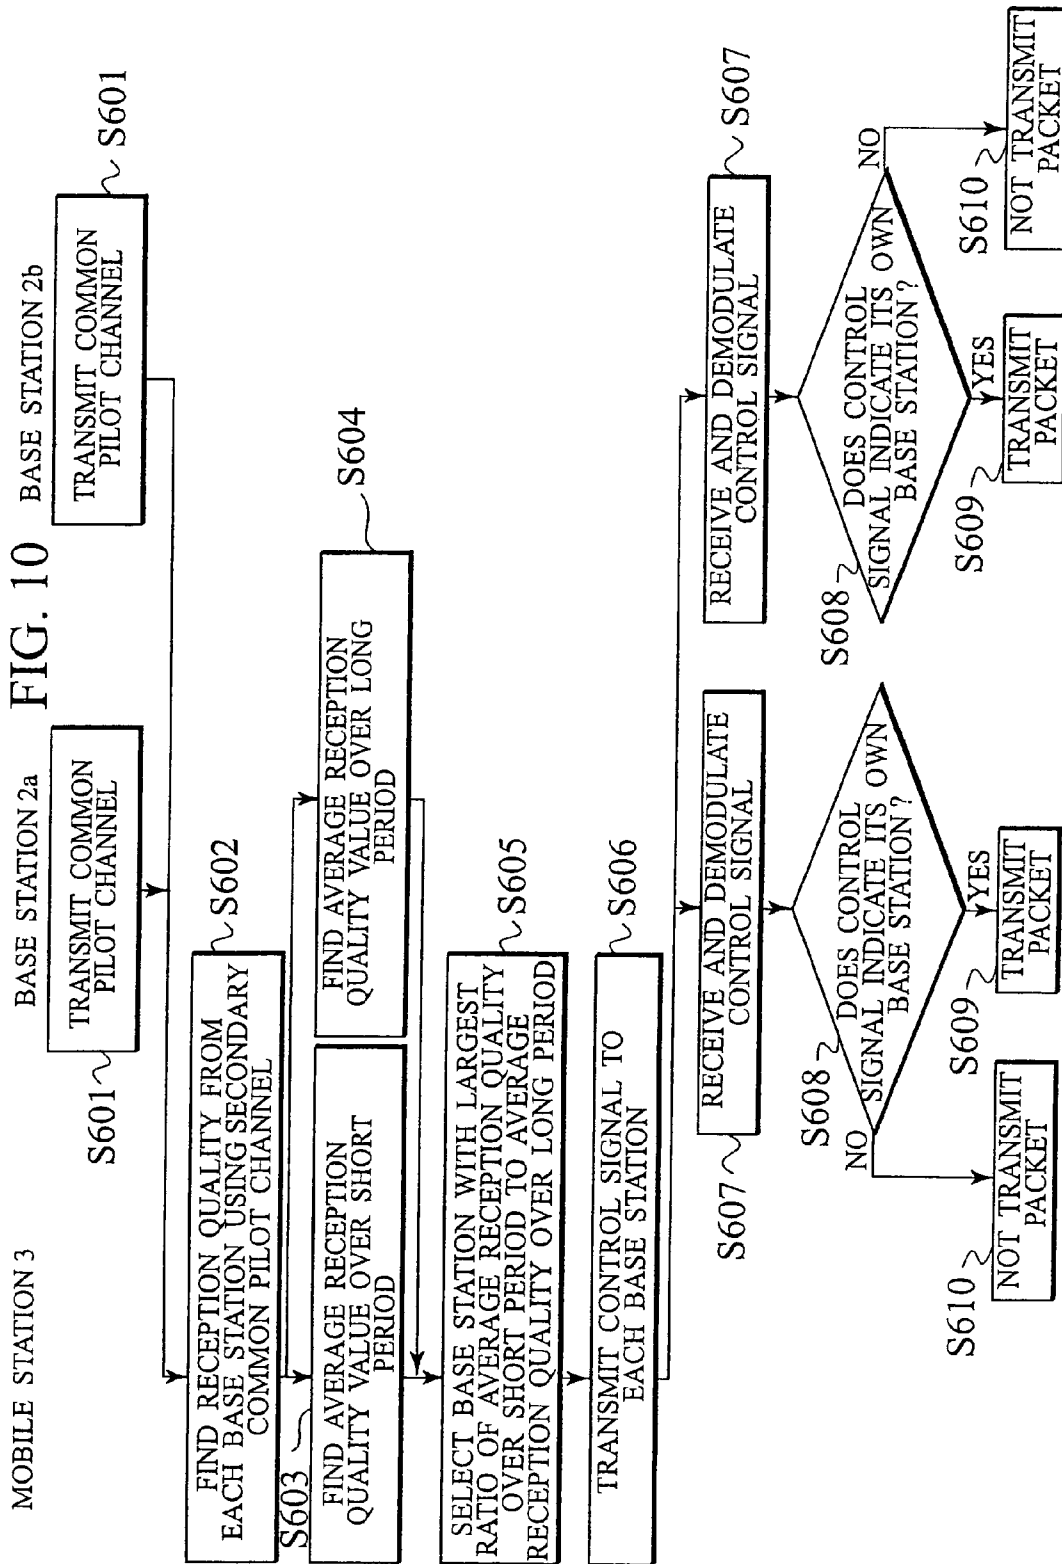 FIG. 10
MOBILE STATION 3
BASE STATION 2a
BASE STATION 2b
TRANSMIT COMMON
PILOT CHANNEL
S601
TRANSMIT COMMON
PILOT CHANNEL
S601
FIND RECEPTION QUALITY FROM
EACH BASE STATION USING SECONDARY
COMMON PILOT CHANNEL
S602
S603
FIND AVERAGE RECEPTION
QUALITY VALUE OVER SHORT
PERIOD
FIND AVERAGE RECEPTION
QUALITY VALUE OVER LONG
PERIOD
S604
SELECT BASE STATION WITH LARGEST
RATIO OF AVERAGE RECEPTION QUALITY
OVER SHORT PERIOD TO AVERAGE
RECEPTION QUALITY OVER LONG PERIOD
S605
TRANSMIT CONTROL SIGNAL TO
EACH BASE STATION
S606
S607
RECEIVE AND DEMODULATE
CONTROL SIGNAL
RECEIVE AND DEMODULATE
CONTROL SIGNAL
S607
S608
DOES CONTROL
SIGNAL INDICATE ITS OWN
BASE STATION?
NO
YES
S608
DOES CONTROL
SIGNAL INDICATE ITS OWN
BASE STATION?
NO
YES
S610
NOT TRANSMIT
PACKET
S609
TRANSMIT
PACKET
S609
TRANSMIT
PACKET
S610
NOT TRANSMIT
PACKET